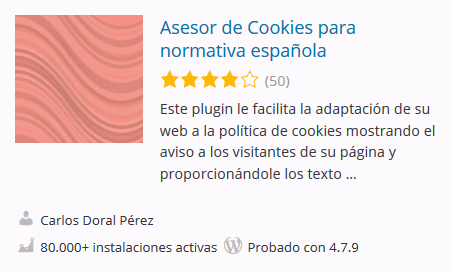 Asesor de Cookies para
normativa española
(50)
Este plugin le facilita la adaptación de su
web a la política de cookies mostrando el
aviso a los visitantes de su página y
proporcionándole los texto ...
Carlos Doral Pérez
80.000+ instalaciones activas
Probado con 4.7.9